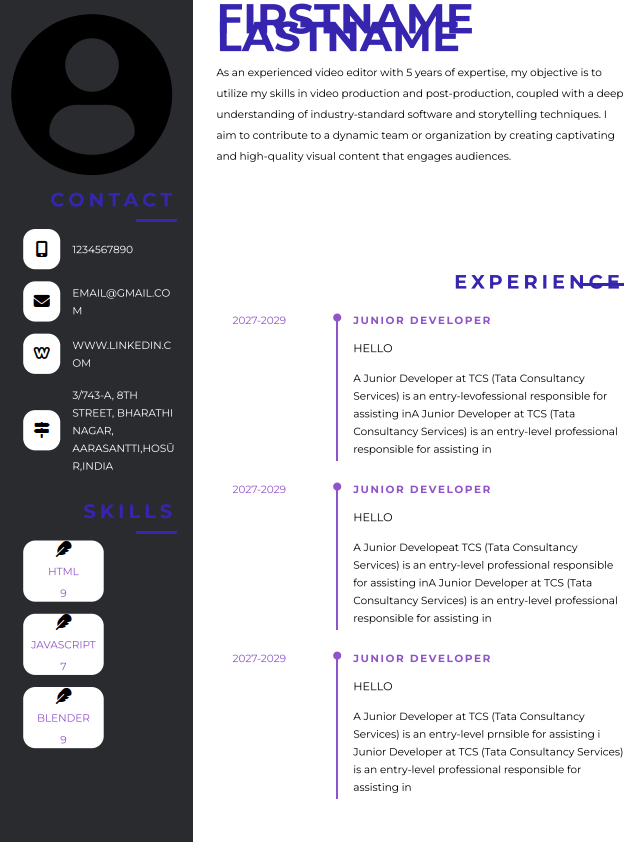 FIRSTNAME
LASTNAME
As an experienced video editor with 5 years of expertise, my objective is to
utilize my skills in video production and post-production, coupled with a deep
understanding of industry-standard software and storytelling techniques. I
aim to contribute to a dynamic team or organization by creating captivating
and high-quality visual content that engages audiences.
CONTACT
1234567890
EMAIL@GMAIL.CO
M
WWW.LINKEDIN.C
OM
3/743-A, 8TH
STREET, BHARATHI
NAGAR,
AARASANTTI,HOSŪ
R,INDIA
SKILLS
HTML
9
JAVASCRIPT
7
BLENDER
9
EXPERIENCE
2027-2029
JUNIOR DEVELOPER
HELLO
A Junior Developer at TCS (Tata Consultancy
Services) is an entry-levofessional responsible for
assisting inA Junior Developer at TCS (Tata
Consultancy Services) is an entry-level professional
responsible for assisting in
2027-2029
JUNIOR DEVELOPER
HELLO
A Junior Developeat TCS (Tata Consultancy
Services) is an entry-level professional responsible
for assisting inA Junior Developer at TCS (Tata
Consultancy Services) is an entry-level professional
responsible for assisting in
2027-2029
JUNIOR DEVELOPER
HELLO
A Junior Developer at TCS (Tata Consultancy
Services) is an entry-level prnsible for assisting i
Junior Developer at TCS (Tata Consultancy Services)
is an entry-level professional responsible for
assisting in